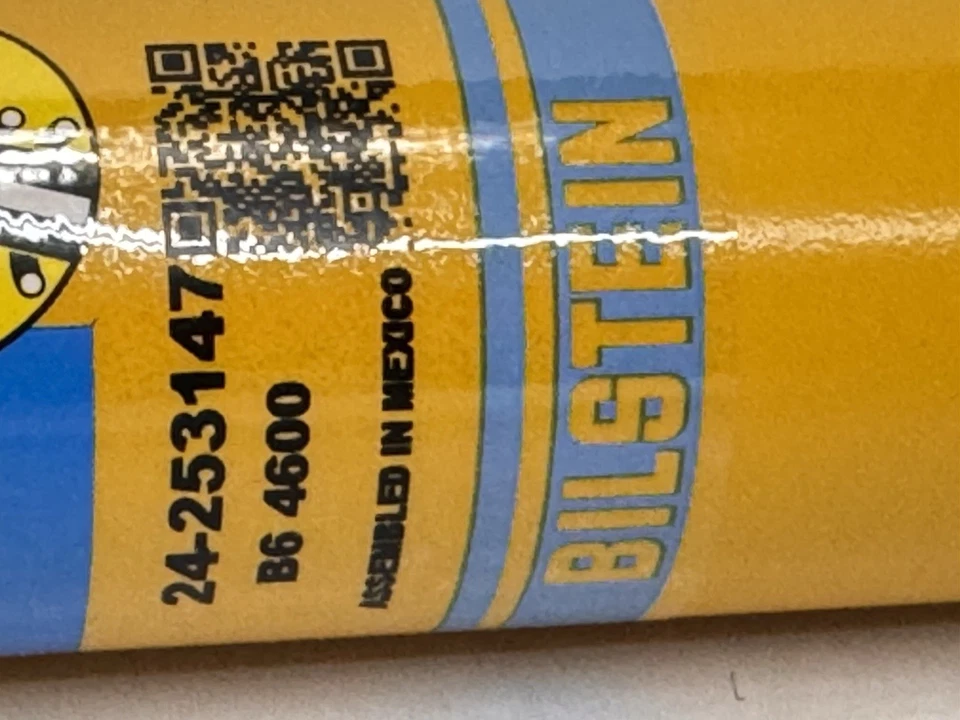 24-253147
B6 4600
ASSEMBLED IN MEXICO
BILSTEIN